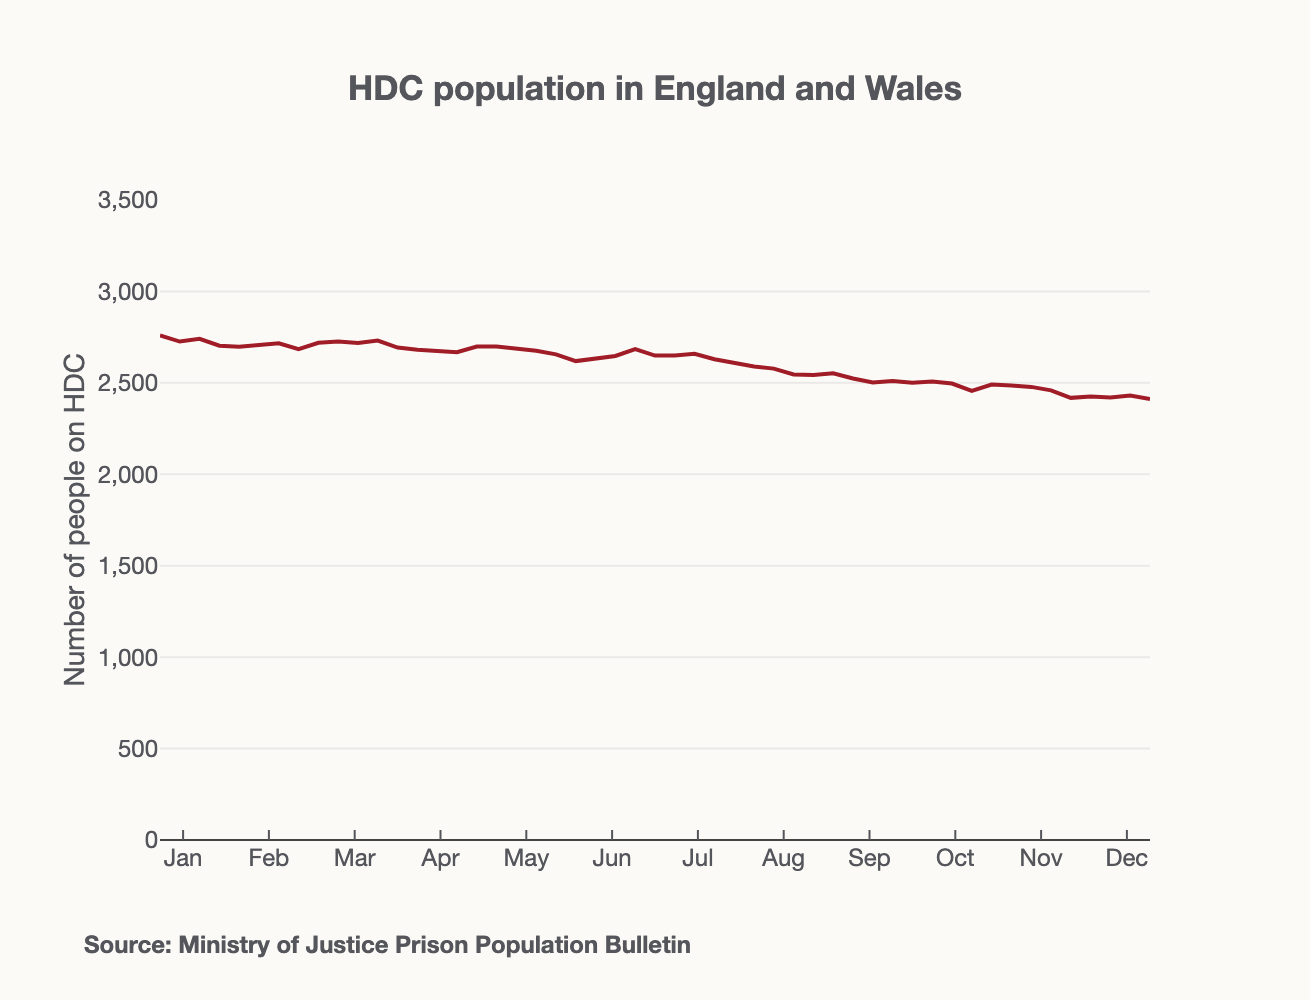 HDC population in England and Wales
Number of people on HDC
3,500
3,000
2,500
2,000
1,500
1,000
500
0
Jan Feb Mar Apr May Jun Jul Aug Sep Oct Nov Dec
Source: Ministry of Justice Prison Population Bulletin